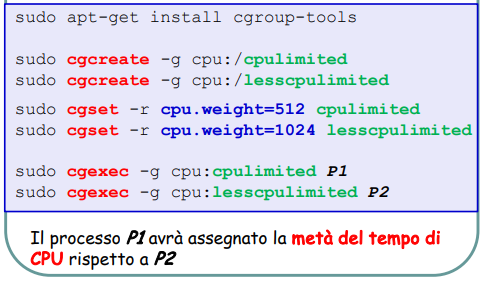 sudo apt-get install cgroup-tools
sudo cgcreate -g cpu:/cpulimited
sudo cgcreate -g cpu:/lesscpulimited
sudo cgset -r cpu.weight=512 cpulimited
sudo cgset -r cpu.weight=1024 lesscpulimited
sudo cgexec -g cpu:cpulimited P1
sudo cgexec -g cpu:lesscpulimited P2
Il processo P1 avrà assegnato la metà del tempo di
CPU rispetto a P2